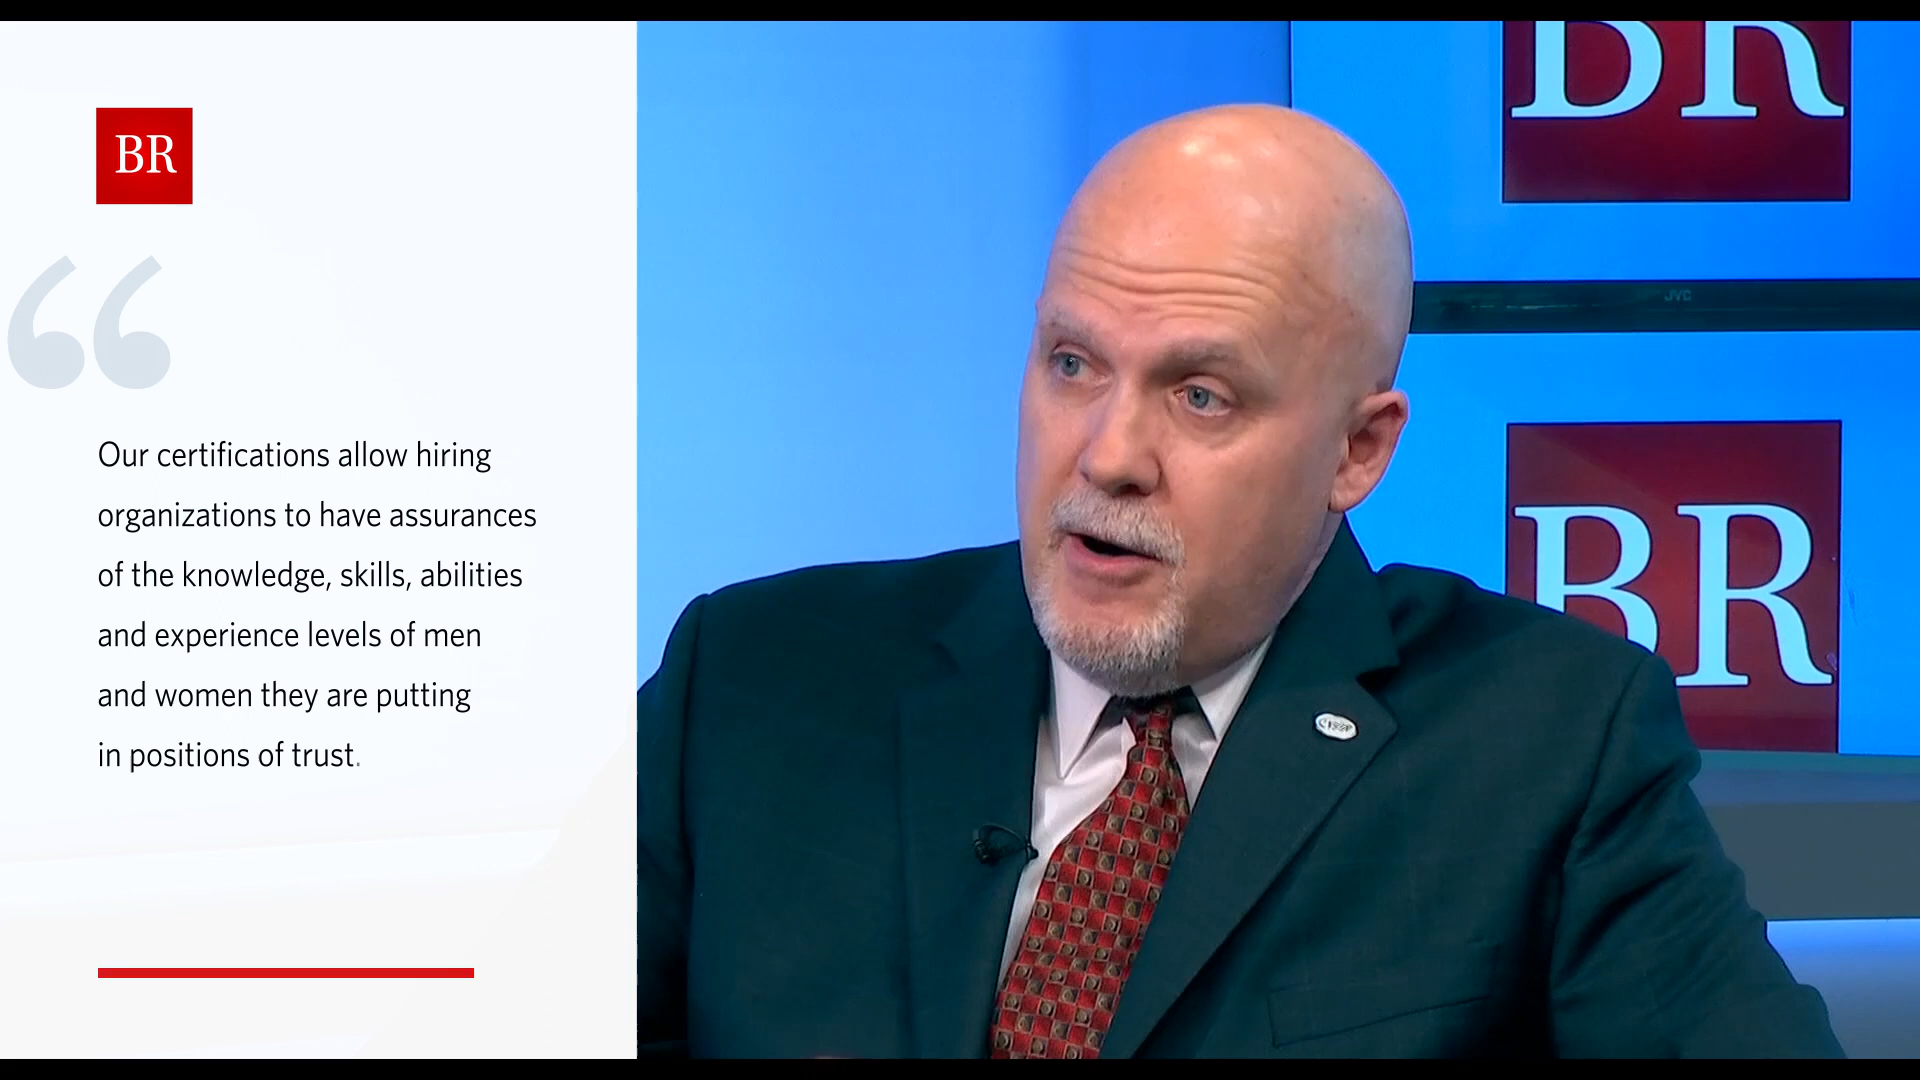 BR
“
Our certifications allow hiring
organizations to have assurances
of the knowledge, skills, abilities
and experience levels of men
and women they are putting
in positions of trust.
BR
JVC
BR